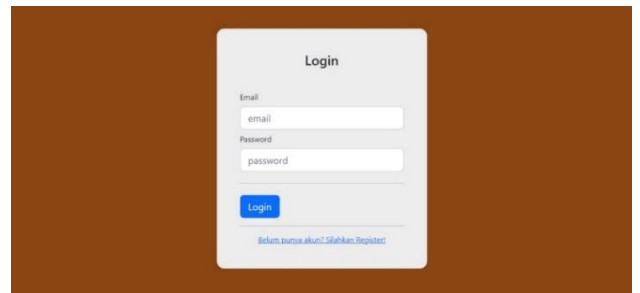 Login
Email
email
Password
password
Login
Belum punya akun? Silahkan Register!